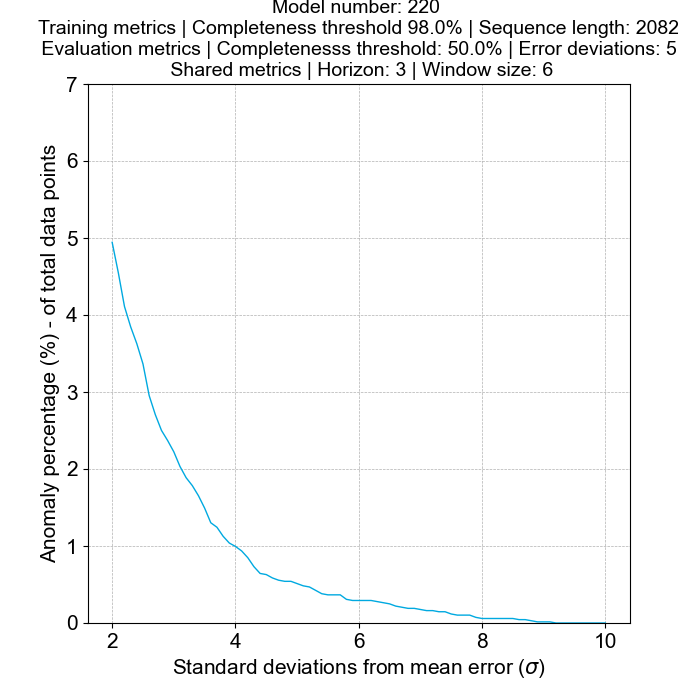 Model number: 220
Training metrics | Completeness threshold 98.0% | Sequence length: 2082
Evaluation metrics | Completenesss threshold: 50.0% | Error deviations: 5
Shared metrics | Horizon: 3 | Window size: 6
7
6
5
4
3
2
1
0
Anomaly percentage (%) - of total data points
2 4 6 8 10
Standard deviations from mean error (σ)